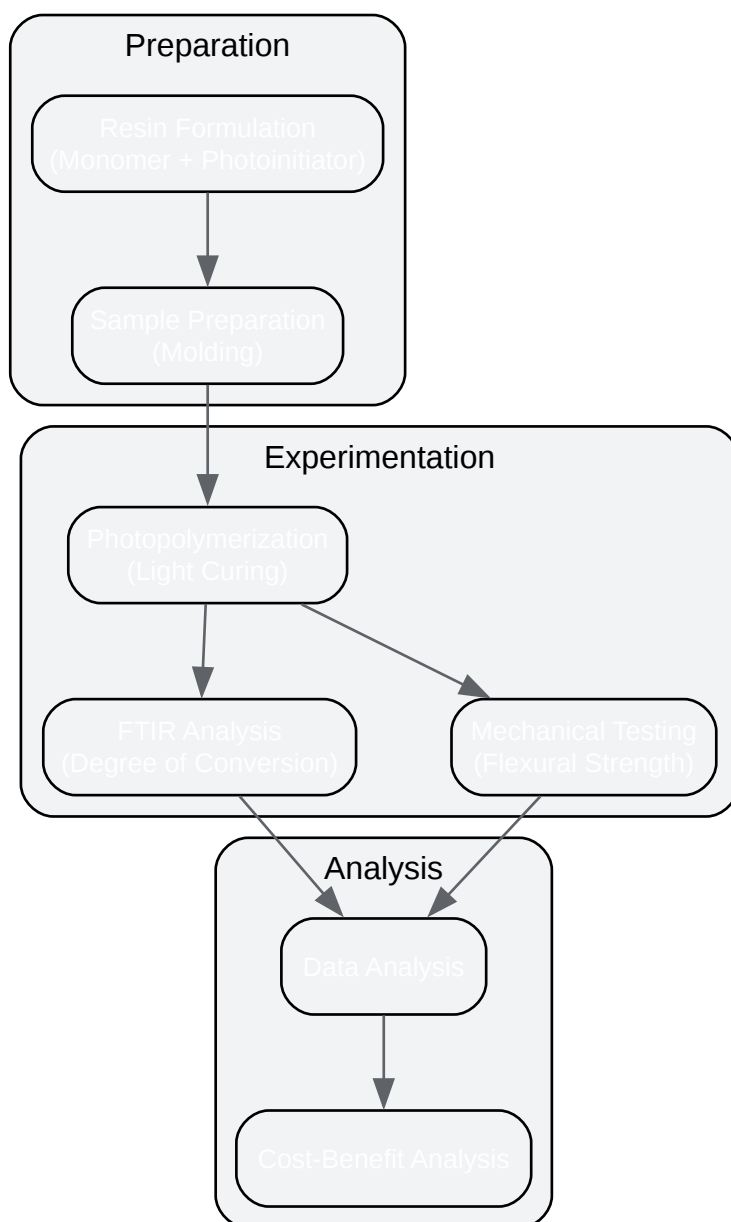 Preparation
Resin Formulation
(Monomer + Photoinitiator)
Sample Preparation
(Molding)
Experimentation
Photopolymerization
(Light Curing)
FTIR Analysis
(Degree of Conversion)
Mechanical Testing
(Flexural Strength)
Analysis
Data Analysis
Cost-Benefit Analysis